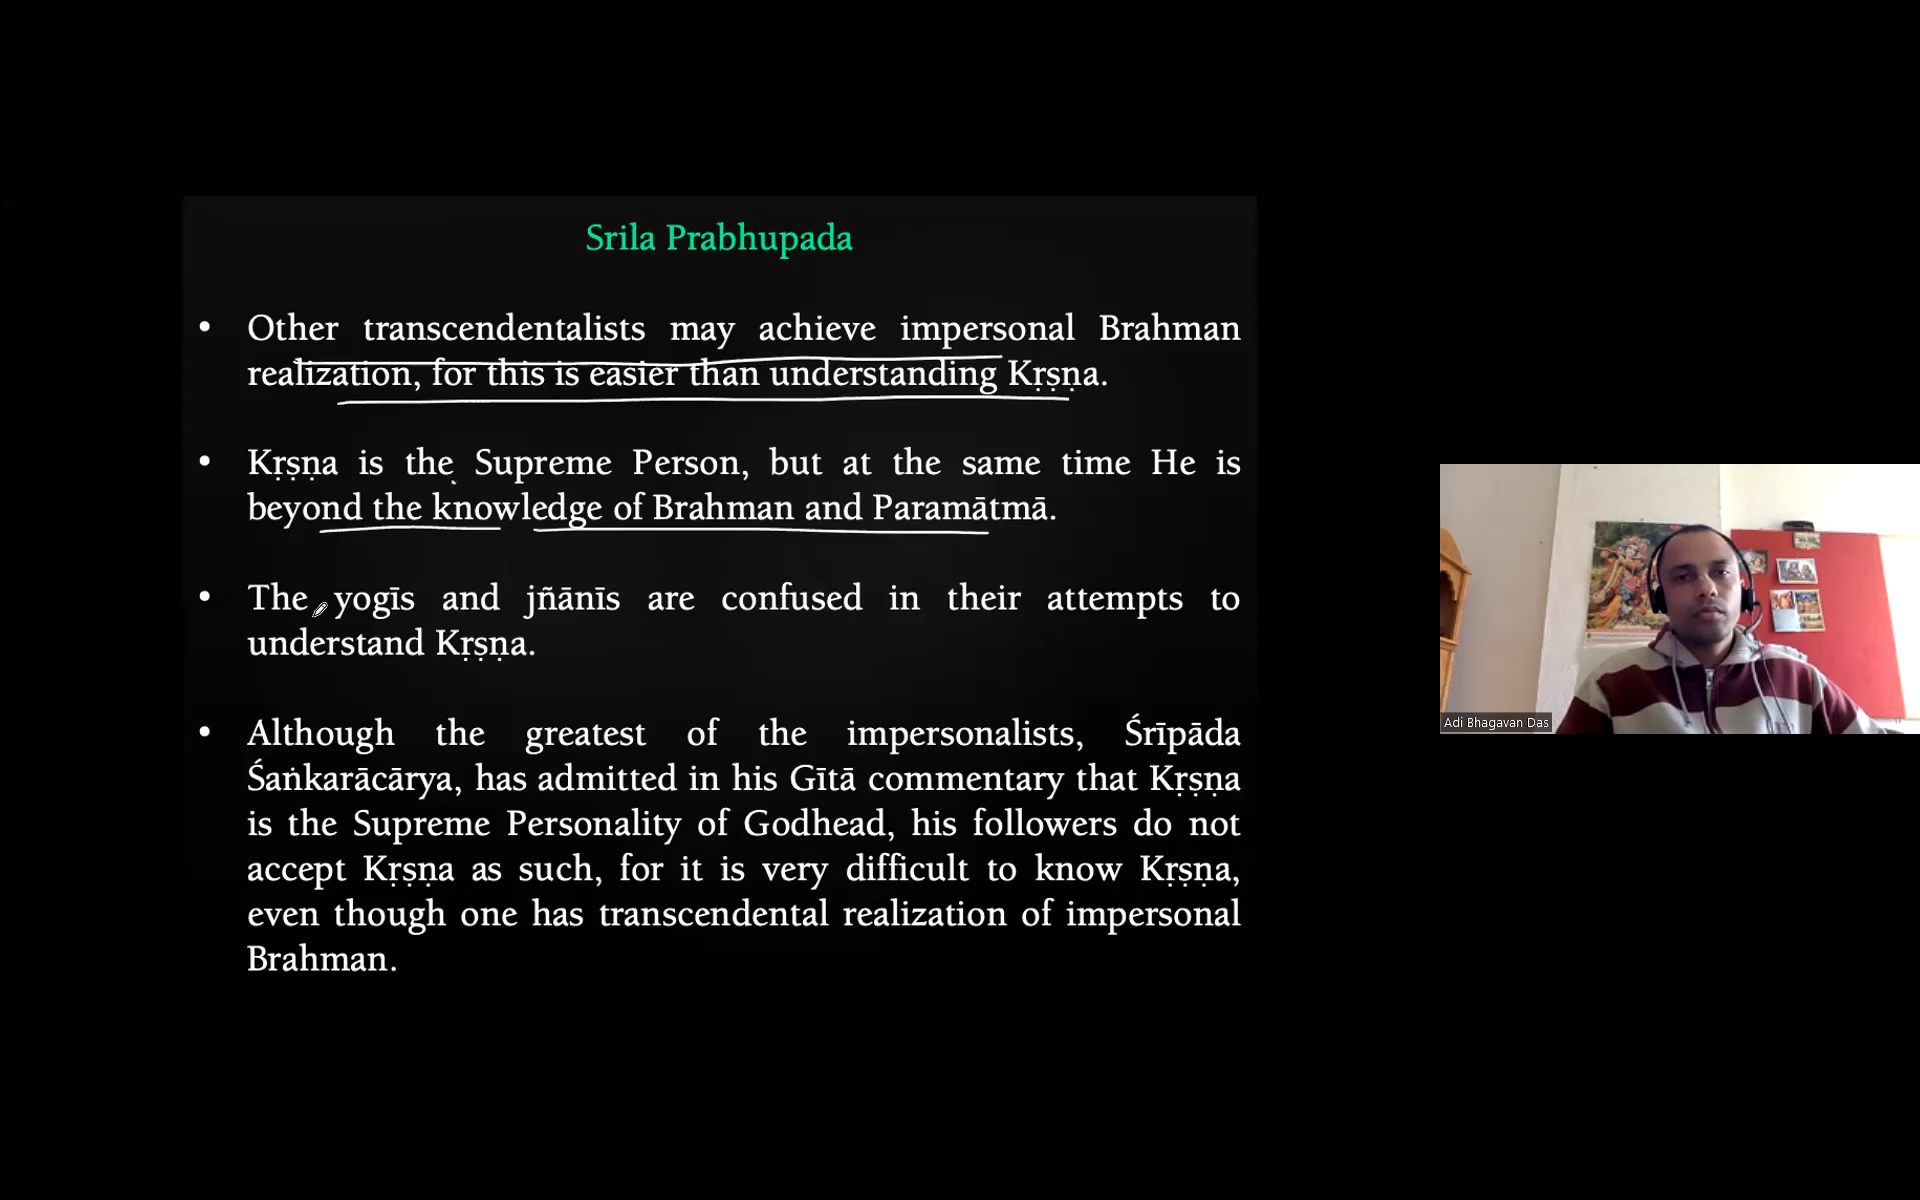 Srila Prabhupada
• Other transcendentalists may achieve impersonal Brahman
realization, for this is easier than understanding Kṛṣṇa.
• Kṛṣṇa is the Supreme Person, but at the same time He is
beyond the knowledge of Brahman and Paramātmā.
• The yogīs and jñānīs are confused in their attempts to
understand Kṛṣṇa.
• Although the greatest of the impersonalists, Śrīpāda
Śaṅkarācārya, has admitted in his Gītā commentary that Kṛṣṇa
is the Supreme Personality of Godhead, his followers do not
accept Kṛṣṇa as such, for it is very difficult to know Kṛṣṇa,
even though one has transcendental realization of impersonal
Brahman.
Adi Bhagavan Das